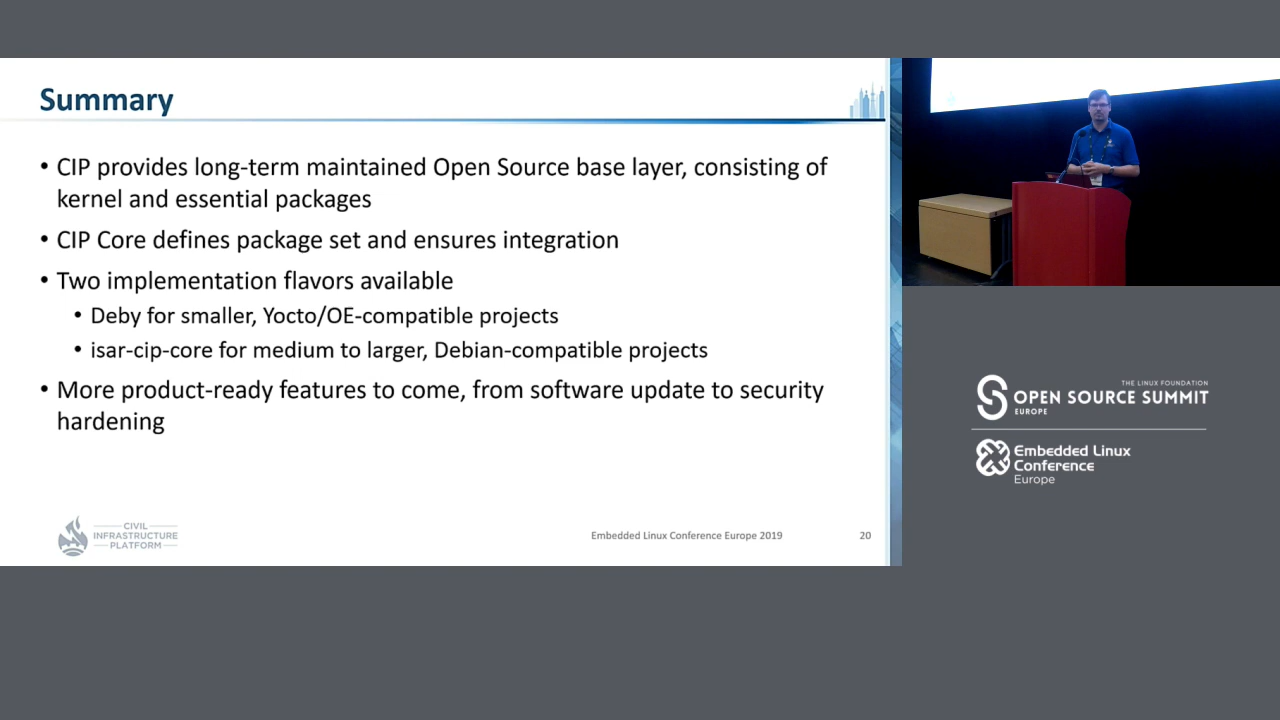 Summary
• CIP provides long-term maintained Open Source base layer, consisting of
kernel and essential packages
• CIP Core defines package set and ensures integration
• Two implementation flavors available
• Deby for smaller, Yocto/OE-compatible projects
• isar-cip-core for medium to larger, Debian-compatible projects
• More product-ready features to come, from software update to security
hardening
CIVIL
INFRASTRUCTURE
PLATFORM
Embedded Linux Conference Europe 2019
20
THE LINUX FOUNDATION
OPEN SOURCE SUMMIT
EUROPE
Embedded Linux
Conference
Europe